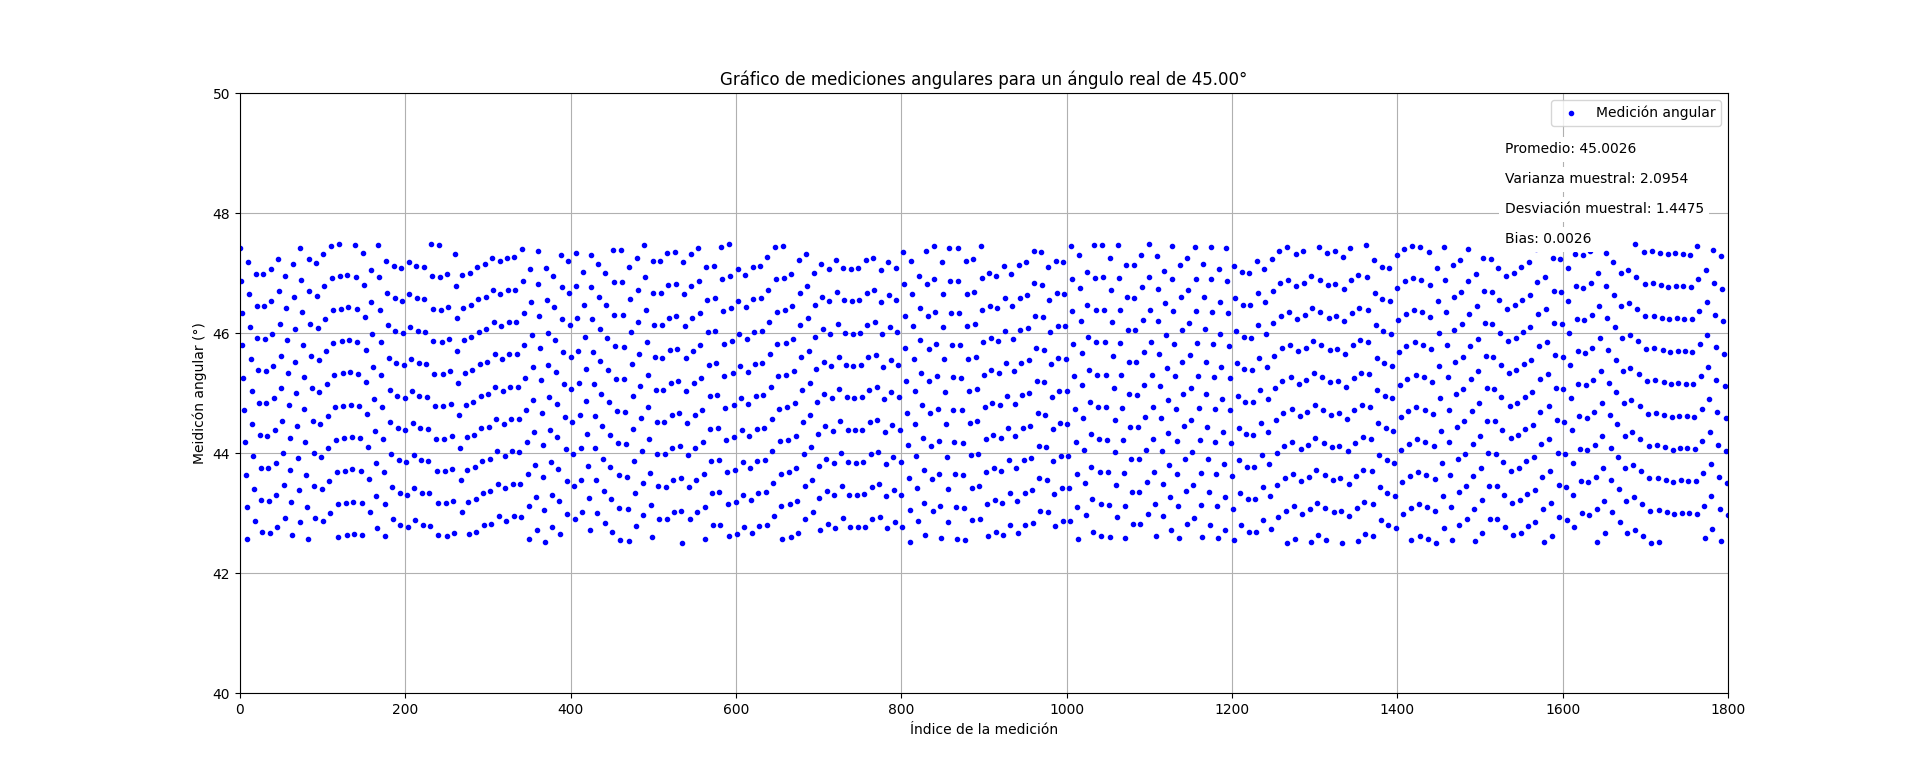 Gráfico de mediciones angulares para un ángulo real de 45.00°
50
48
46
44
42
40
Meidicón angular (°)
Medición angular
Promedio: 45.0026
Varianza muestral: 2.0954
Desviación muestral: 1.4475
Bias: 0.0026
0 200 400 600 800 1000 1200 1400 1600 1800
Índice de la medición